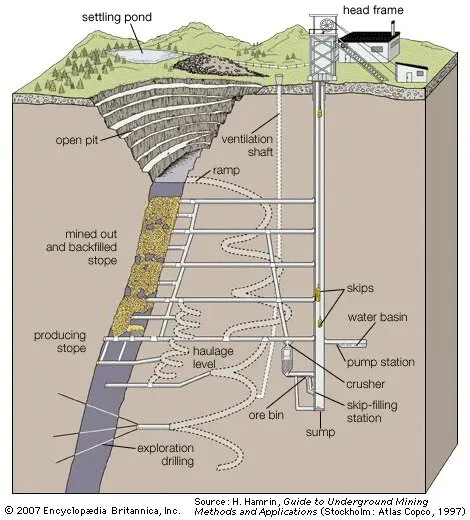 settling pond
head frame
open pit
ventilation
shaft
ramp
mined out
and backfilled
stope
skips
water basin
producing
stope
haulage
level
pump station
crusher
ore bin
skip-filling
station
sump
exploration
drilling
© 2007 Encyclopædia Britannica, Inc.
Source: H. Hamrin, Guide to Underground Mining
Methods and Applications (Stockholm: Atlas Copco, 1997)